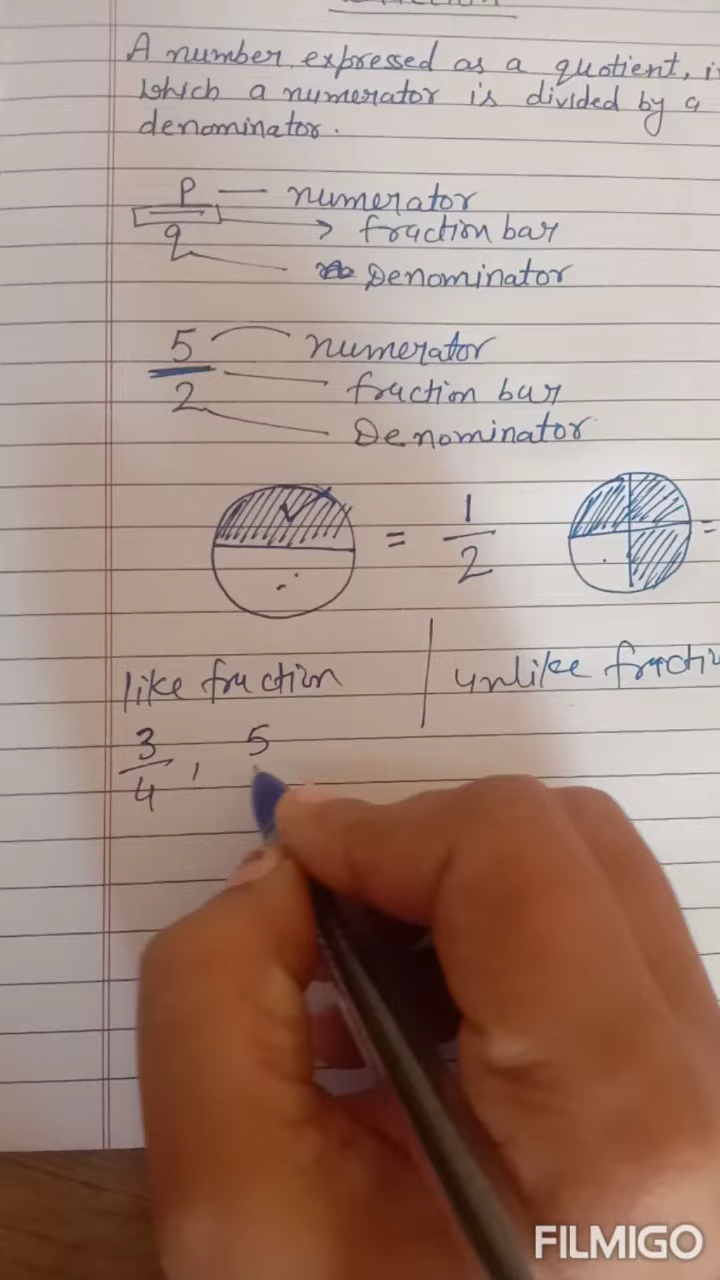 A number expressed as a quotient, in
which a numerator is divided by a
denominator.
P — numerator
fraction bar
q Denominator
5 numerator
fraction bar
2 Denominator
= 1/2 =
like fraction | unlike fracti
3/4, 5
FILMIGO